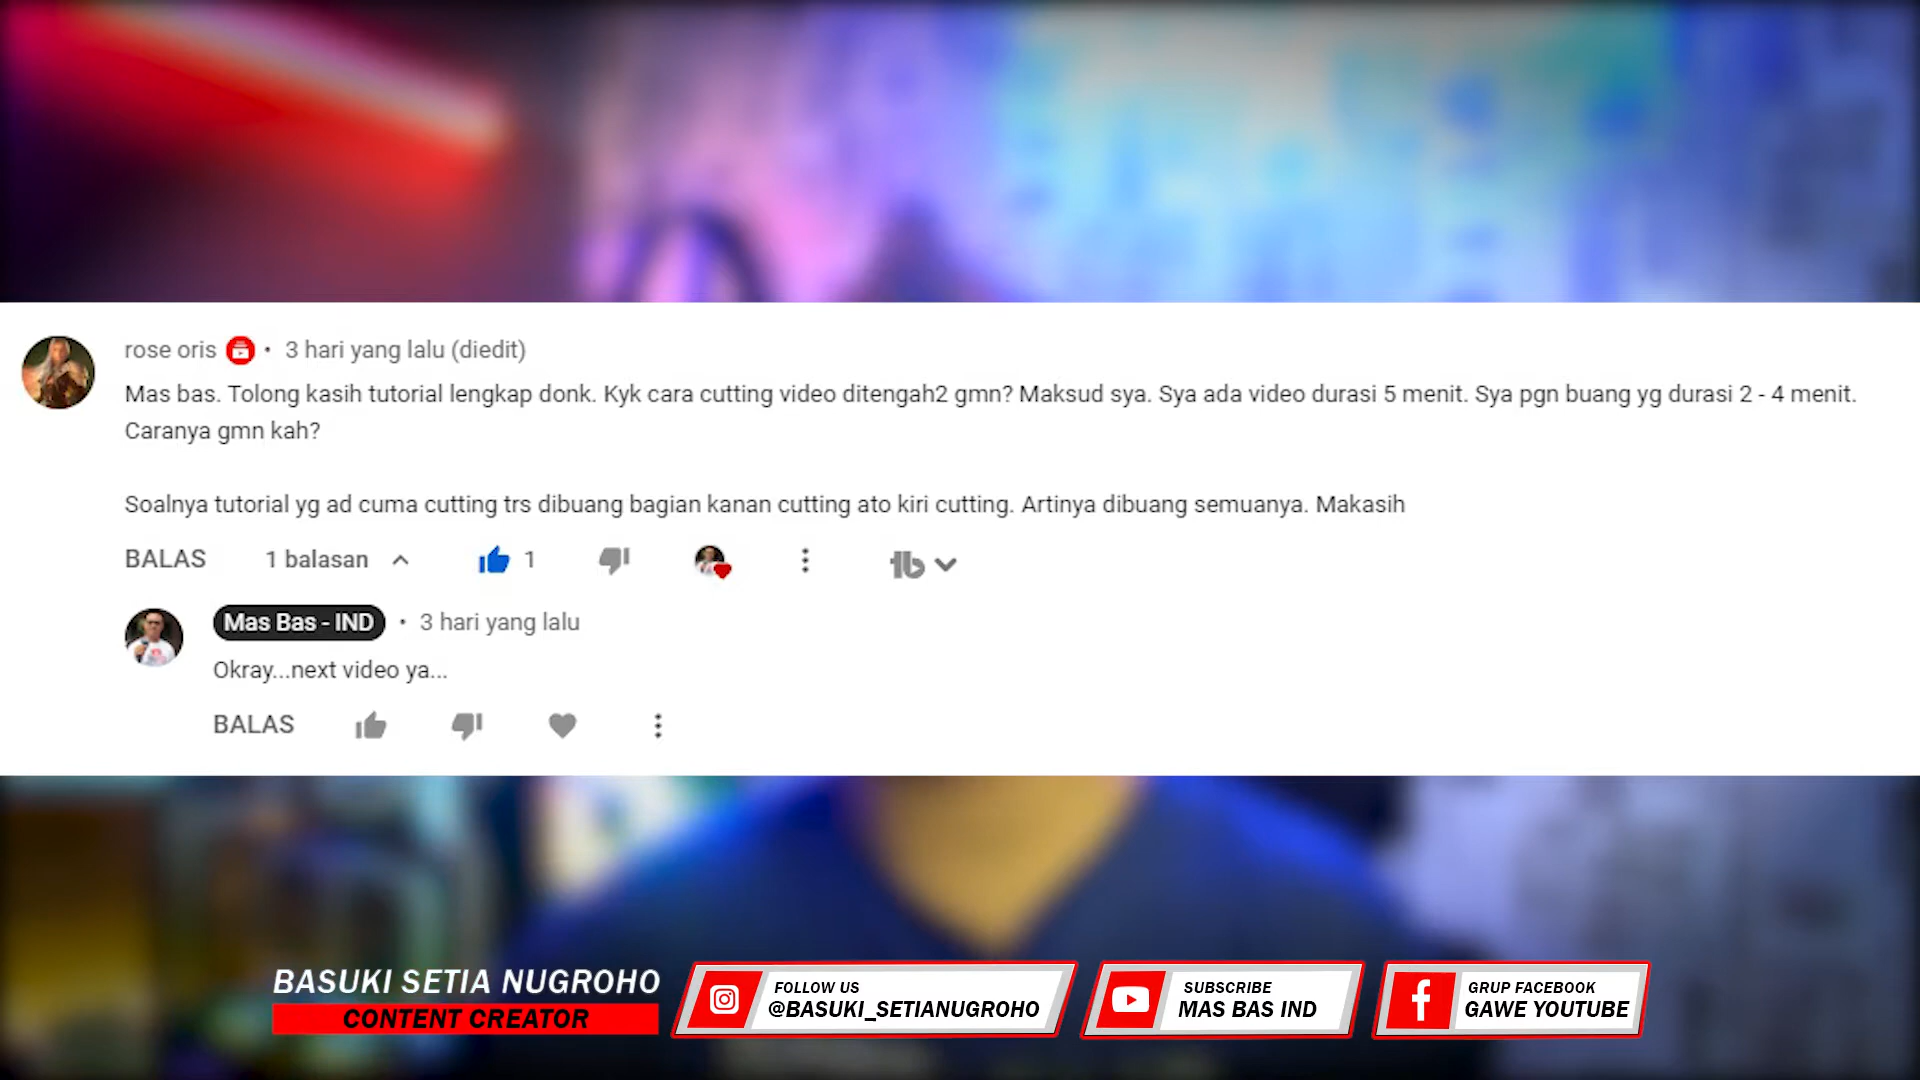 rose oris • 3 hari yang lalu (diedit)
Mas bas. Tolong kasih tutorial lengkap donk. Kyk cara cutting video ditengah2 gmn? Maksud sya. Sya ada video durasi 5 menit. Sya pgn buang yg durasi 2 - 4 menit.
Caranya gmn kah?
Soalnya tutorial yg ad cuma cutting trs dibuang bagian kanan cutting ato kiri cutting. Artinya dibuang semuanya. Makasih
BALAS 1 balasan 1
Mas Bas - IND • 3 hari yang lalu
Okray...next video ya...
BALAS
BASUKI SETIA NUGROHO
CONTENT CREATOR
FOLLOW US
@BASUKI_SETIANUGROHO
SUBSCRIBE
MAS BAS IND
GRUP FACEBOOK
GAWE YOUTUBE